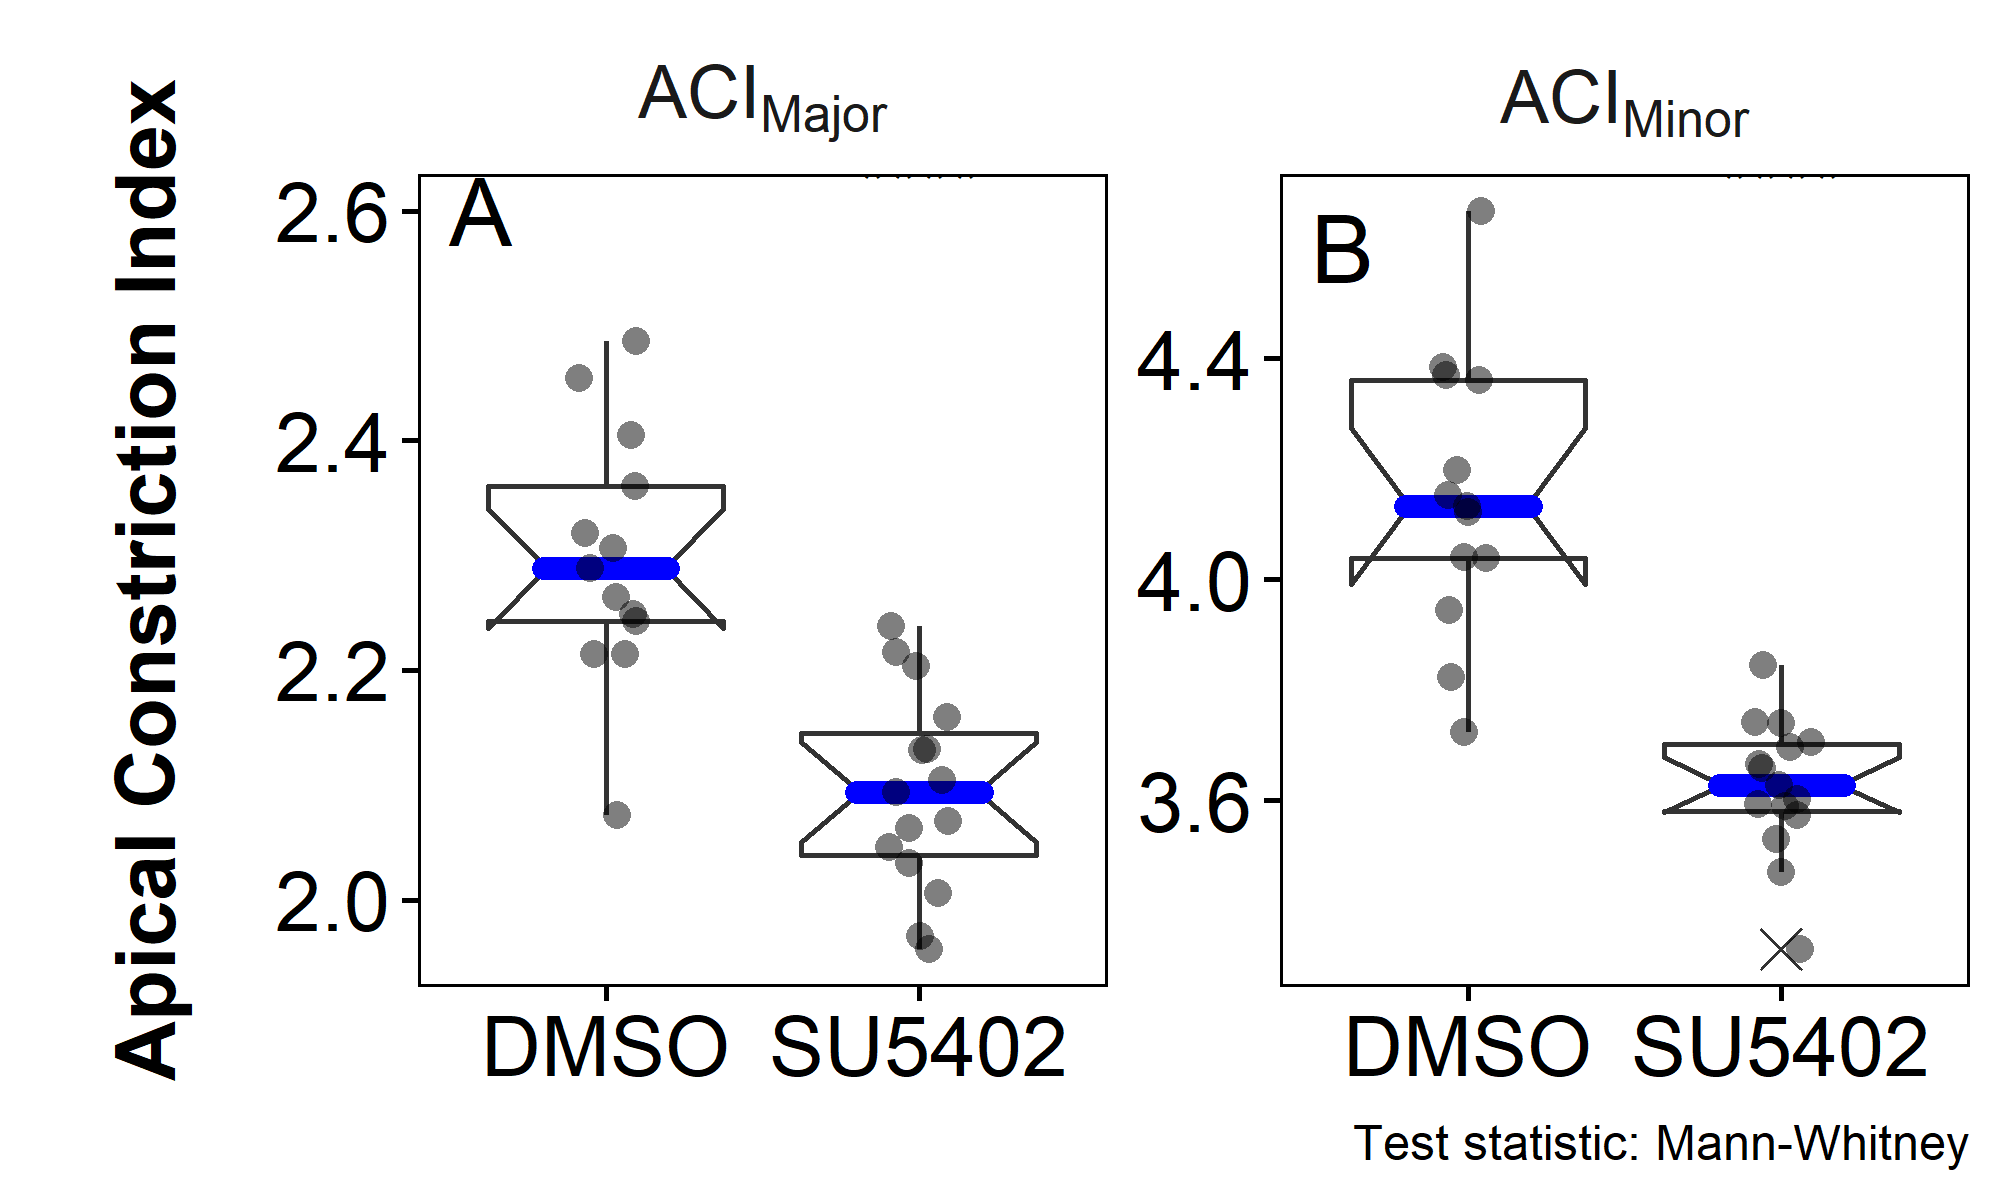 ACIMajor
ACIMinor
Apical Constriction Index
A
2.6
2.4
2.2
2.0
DMSO SU5402
B
4.4
4.0
3.6
DMSO SU5402
Test statistic: Mann-Whitney